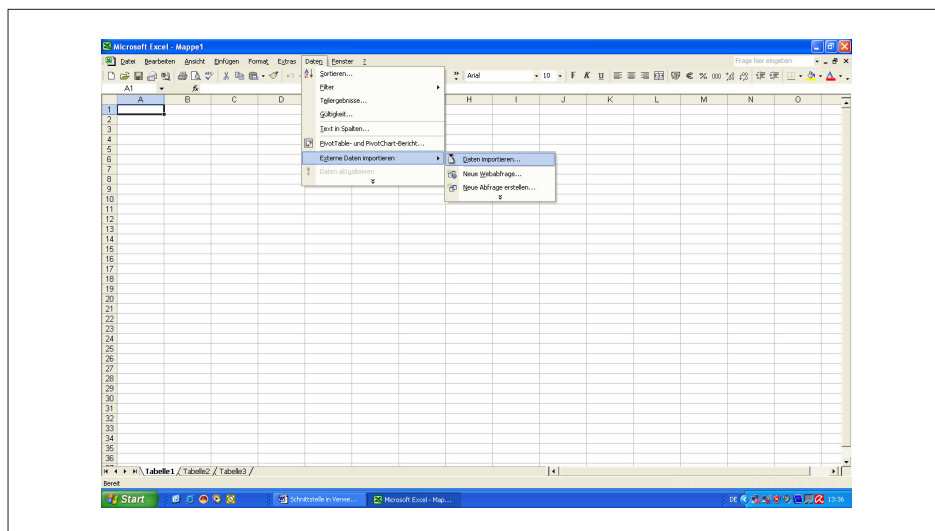 Microsoft Excel - Mappe1
Datei Bearbeiten Ansicht Einfügen Format Extras Daten Fenster ? Frage hier eingeben
Arial 10 F K U € % 000
A1 fx
A B C D H I J K L M N O
Sortieren...
Filter
Teilergebnisse...
Gültigkeit...
Text in Spalten...
PivotTable- und PivotChart-Bericht...
Externe Daten importieren
Daten aktualisieren
Daten importieren...
Neue Webabfrage...
Neue Abfrage erstellen...
1
2
3
4
5
6
7
8
9
10
11
12
13
14
15
16
17
18
19
20
21
22
23
24
25
26
27
28
29
30
31
32
33
34
35
36
Tabelle1 Tabelle2 Tabelle3
Bereit
Start Schnittstelle in Verwe... Microsoft Excel - Map... DE 13:36